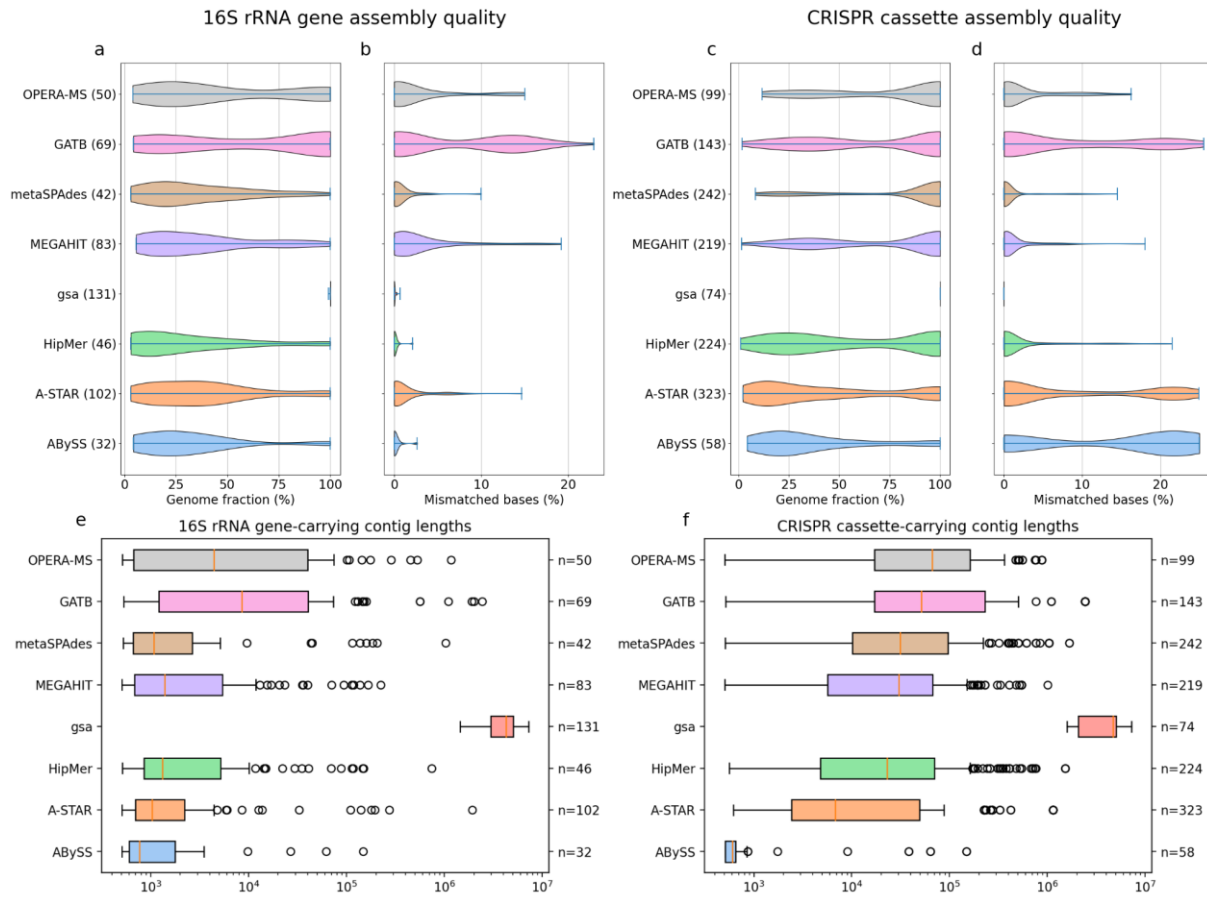 16S rRNA gene assembly quality
CRISPR cassette assembly quality
a
b
c
d
OPERA-MS (50)
GATB (69)
metaSPAdes (42)
MEGAHIT (83)
gsa (131)
HipMer (46)
A-STAR (102)
ABySS (32)
0 25 50 75 100
Genome fraction (%)
0 10 20
Mismatched bases (%)
OPERA-MS (99)
GATB (143)
metaSPAdes (242)
MEGAHIT (219)
gsa (74)
HipMer (224)
A-STAR (323)
ABySS (58)
0 25 50 75 100
Genome fraction (%)
0 10 20
Mismatched bases (%)
e
16S rRNA gene-carrying contig lengths
OPERA-MS n=50
GATB n=69
metaSPAdes n=42
MEGAHIT n=83
gsa n=131
HipMer n=46
A-STAR n=102
ABySS n=32
10³ 10⁴ 10⁵ 10⁶ 10⁷
f
CRISPR cassette-carrying contig lengths
OPERA-MS n=99
GATB n=143
metaSPAdes n=242
MEGAHIT n=219
gsa n=74
HipMer n=224
A-STAR n=323
ABySS n=58
10³ 10⁴ 10⁵ 10⁶ 10⁷